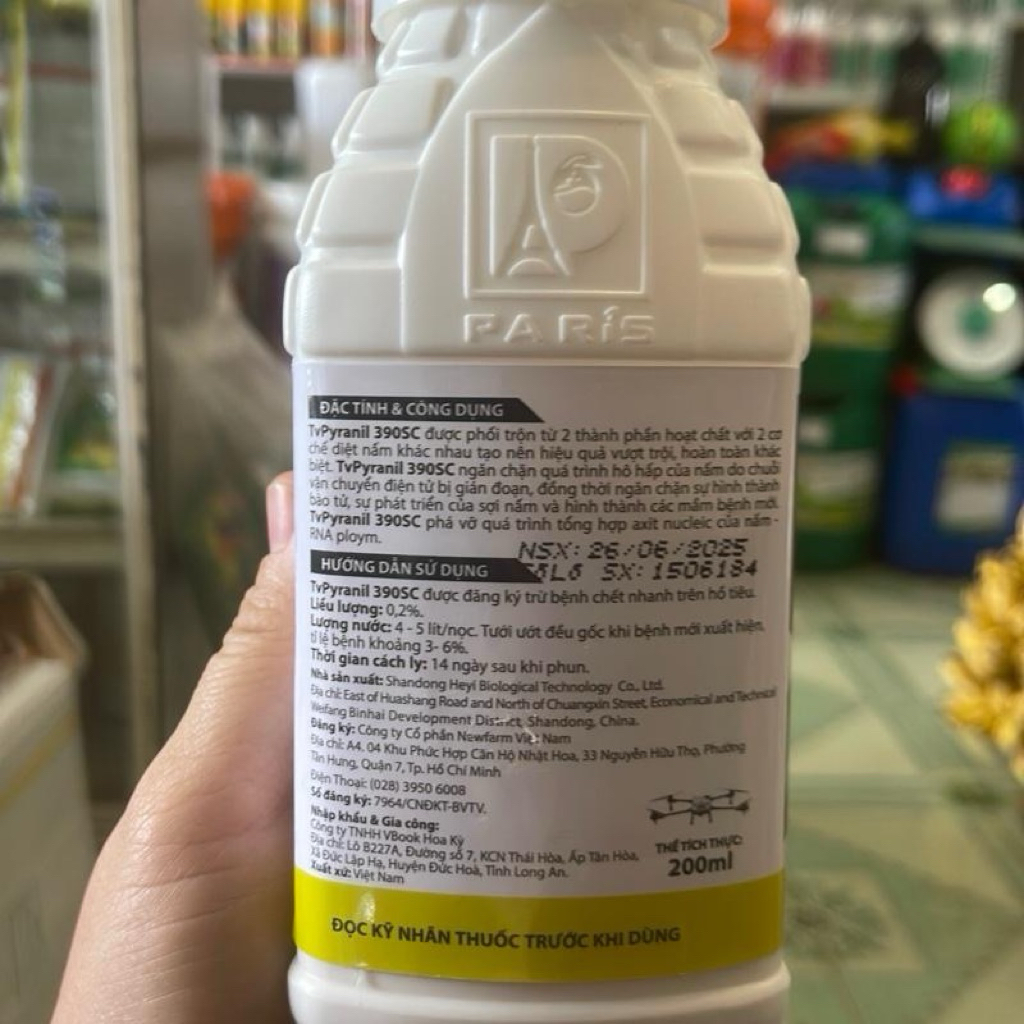 PARIS
ĐẶC TÍNH & CÔNG DỤNG
TvPyranil 390SC được phối trộn từ 2 thành phần hoạt chất với 2 cơ
chế diệt nấm khác nhau tạo nên hiệu quả vượt trội, hoàn toàn khác
biệt. TvPyranil 390SC ngăn chặn quá trình hô hấp của nấm do chuỗi
vận chuyển điện tử bị gián đoạn, đồng thời ngăn chặn sự hình thành
bào tử, sự phát triển của sợi nấm và hình thành các mầm bệnh mới.
TvPyranil 390SC phá vỡ quá trình tổng hợp axit nucleic của nấm -
RNA ploym.
NSX: 26/06/2025
Số Lô SX: 1506184
HƯỚNG DẪN SỬ DỤNG
TvPyranil 390SC được đăng ký trừ bệnh chết nhanh trên hồ tiêu.
Liều lượng: 0,2%.
Lượng nước: 4 - 5 lít/nọc. Tưới ướt đều gốc khi bệnh mới xuất hiện,
tỉ lệ bệnh khoảng 3- 6%.
Thời gian cách ly: 14 ngày sau khi phun.
Nhà sản xuất: Shandong Heyi Biological Technology Co., Ltd.
Địa chỉ: East of Huashang Road and North of Chuangxin Street, Economical and Technical
Weifang Binhai Development District, Shandong, China.
Đăng ký: Công ty Cổ phần Newfarm Việt Nam
Địa chỉ: A4. 04 Khu Phức Hợp Căn Hộ Nhật Hoa, 33 Nguyễn Hữu Thọ, Phường
Tân Hưng, Quận 7, Tp. Hồ Chí Minh
Điện Thoại: (028) 3950 6008
Số đăng ký: 7964/CNĐKT-BVTV.
Nhập khẩu & Gia công:
Công ty TNHH VBook Hoa Kỳ
Địa chỉ: Lô B227A, Đường số 7, KCN Thái Hòa, Ấp Tân Hòa,
Xã Đức Lập Hạ, Huyện Đức Hoà, Tỉnh Long An.
Xuất xứ: Việt Nam
THỂ TÍCH THỰC:
200ml
ĐỌC KỸ NHÃN THUỐC TRƯỚC KHI DÙNG